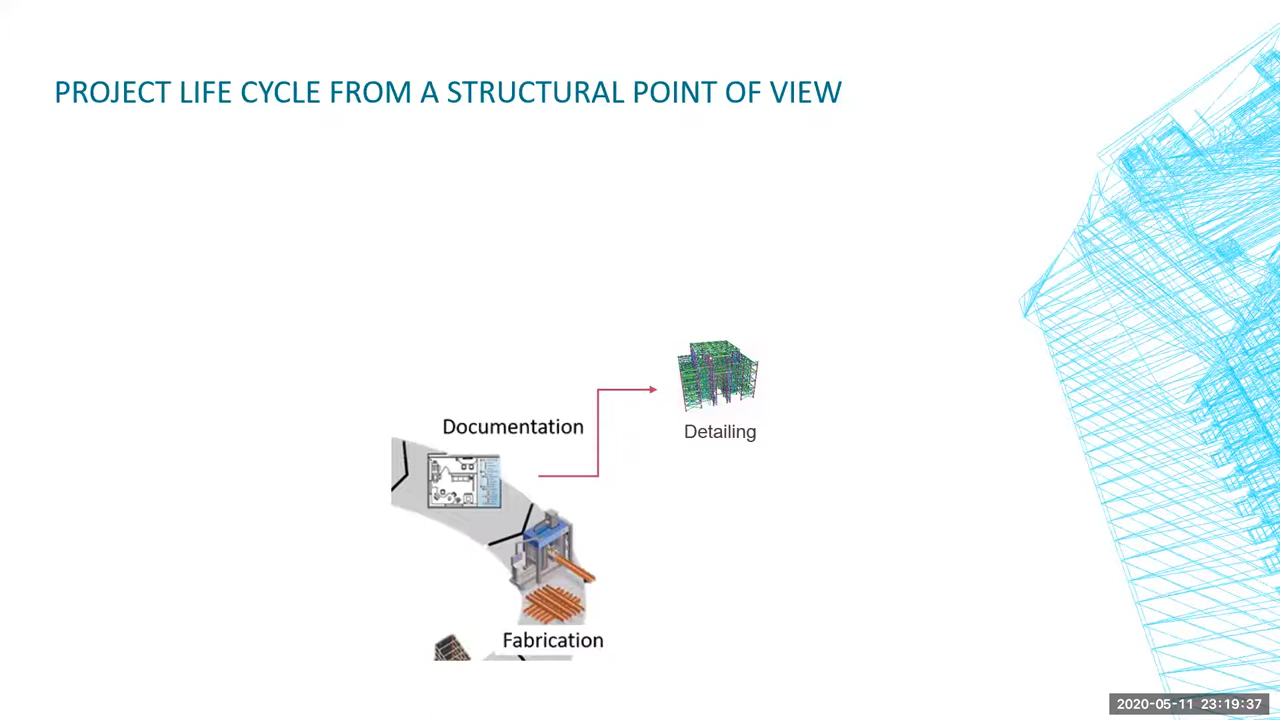 PROJECT LIFE CYCLE FROM A STRUCTURAL POINT OF VIEW
Documentation
Detailing
Fabrication
2020-05-11 23:19:37